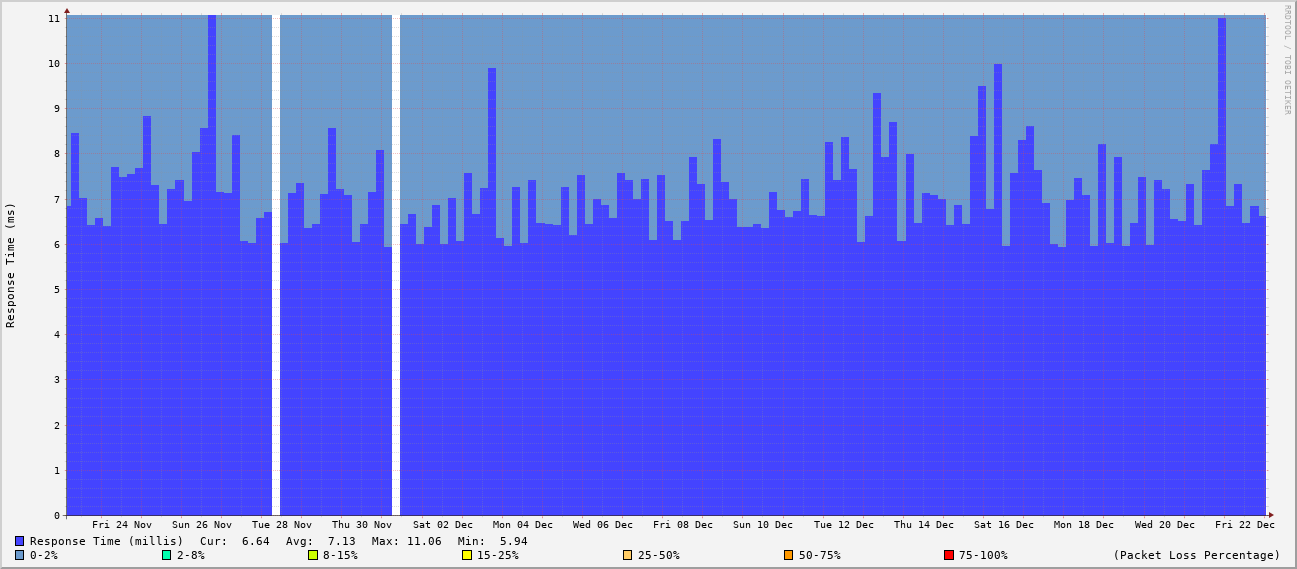 RRDTOOL / TOBI OETIKER
Response Time (ms)
11
10
9
8
7
6
5
4
3
2
1
0
Fri 24 Nov Sun 26 Nov Tue 28 Nov Thu 30 Nov Sat 02 Dec Mon 04 Dec Wed 06 Dec Fri 08 Dec Sun 10 Dec Tue 12 Dec Thu 14 Dec Sat 16 Dec Mon 18 Dec Wed 20 Dec Fri 22 Dec
Response Time (millis) Cur: 6.64 Avg: 7.13 Max: 11.06 Min: 5.94
0-2% 2-8% 8-15% 15-25% 25-50% 50-75% 75-100% (Packet Loss Percentage)